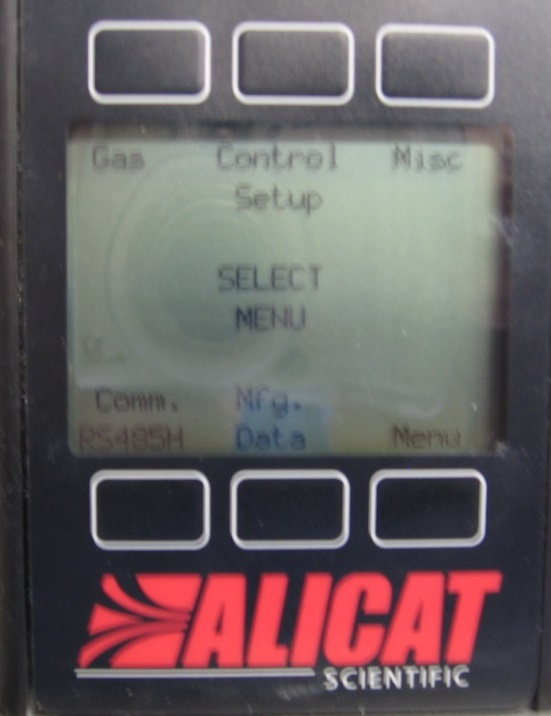 Gas Control Misc
Setup
SELECT
MENU
Comm. Mfg.
RS485H Data Menu
ALICAT
SCIENTIFIC